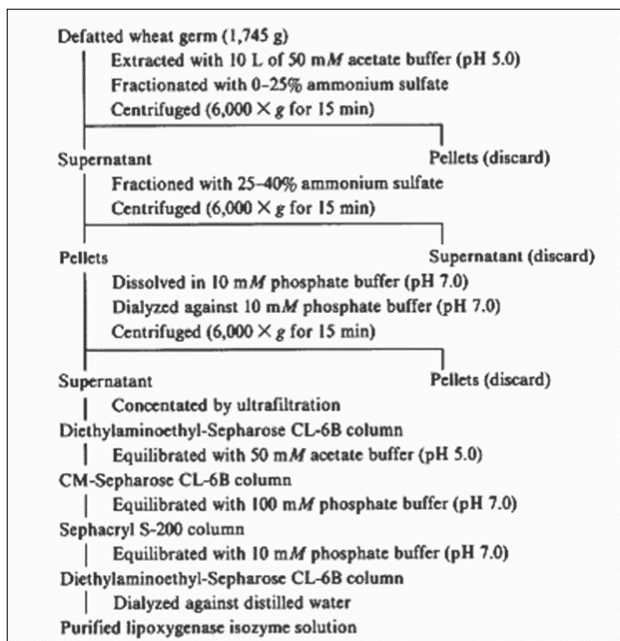 Defatted wheat germ (1,745 g)
Extracted with 10 L of 50 mM acetate buffer (pH 5.0)
Fractionated with 0–25% ammonium sulfate
Centrifuged (6,000 × g for 15 min)
Supernatant Pellets (discard)
Fractioned with 25–40% ammonium sulfate
Centrifuged (6,000 × g for 15 min)
Pellets Supernatant (discard)
Dissolved in 10 mM phosphate buffer (pH 7.0)
Dialyzed against 10 mM phosphate buffer (pH 7.0)
Centrifuged (6,000 × g for 15 min)
Supernatant Pellets (discard)
Concentated by ultrafiltration
Diethylaminoethyl-Sepharose CL-6B column
Equilibrated with 50 mM acetate buffer (pH 5.0)
CM-Sepharose CL-6B column
Equilibrated with 100 mM phosphate buffer (pH 7.0)
Sephacryl S-200 column
Equilibrated with 10 mM phosphate buffer (pH 7.0)
Diethylaminoethyl-Sepharose CL-6B column
Dialyzed against distilled water
Purified lipoxygenase isozyme solution